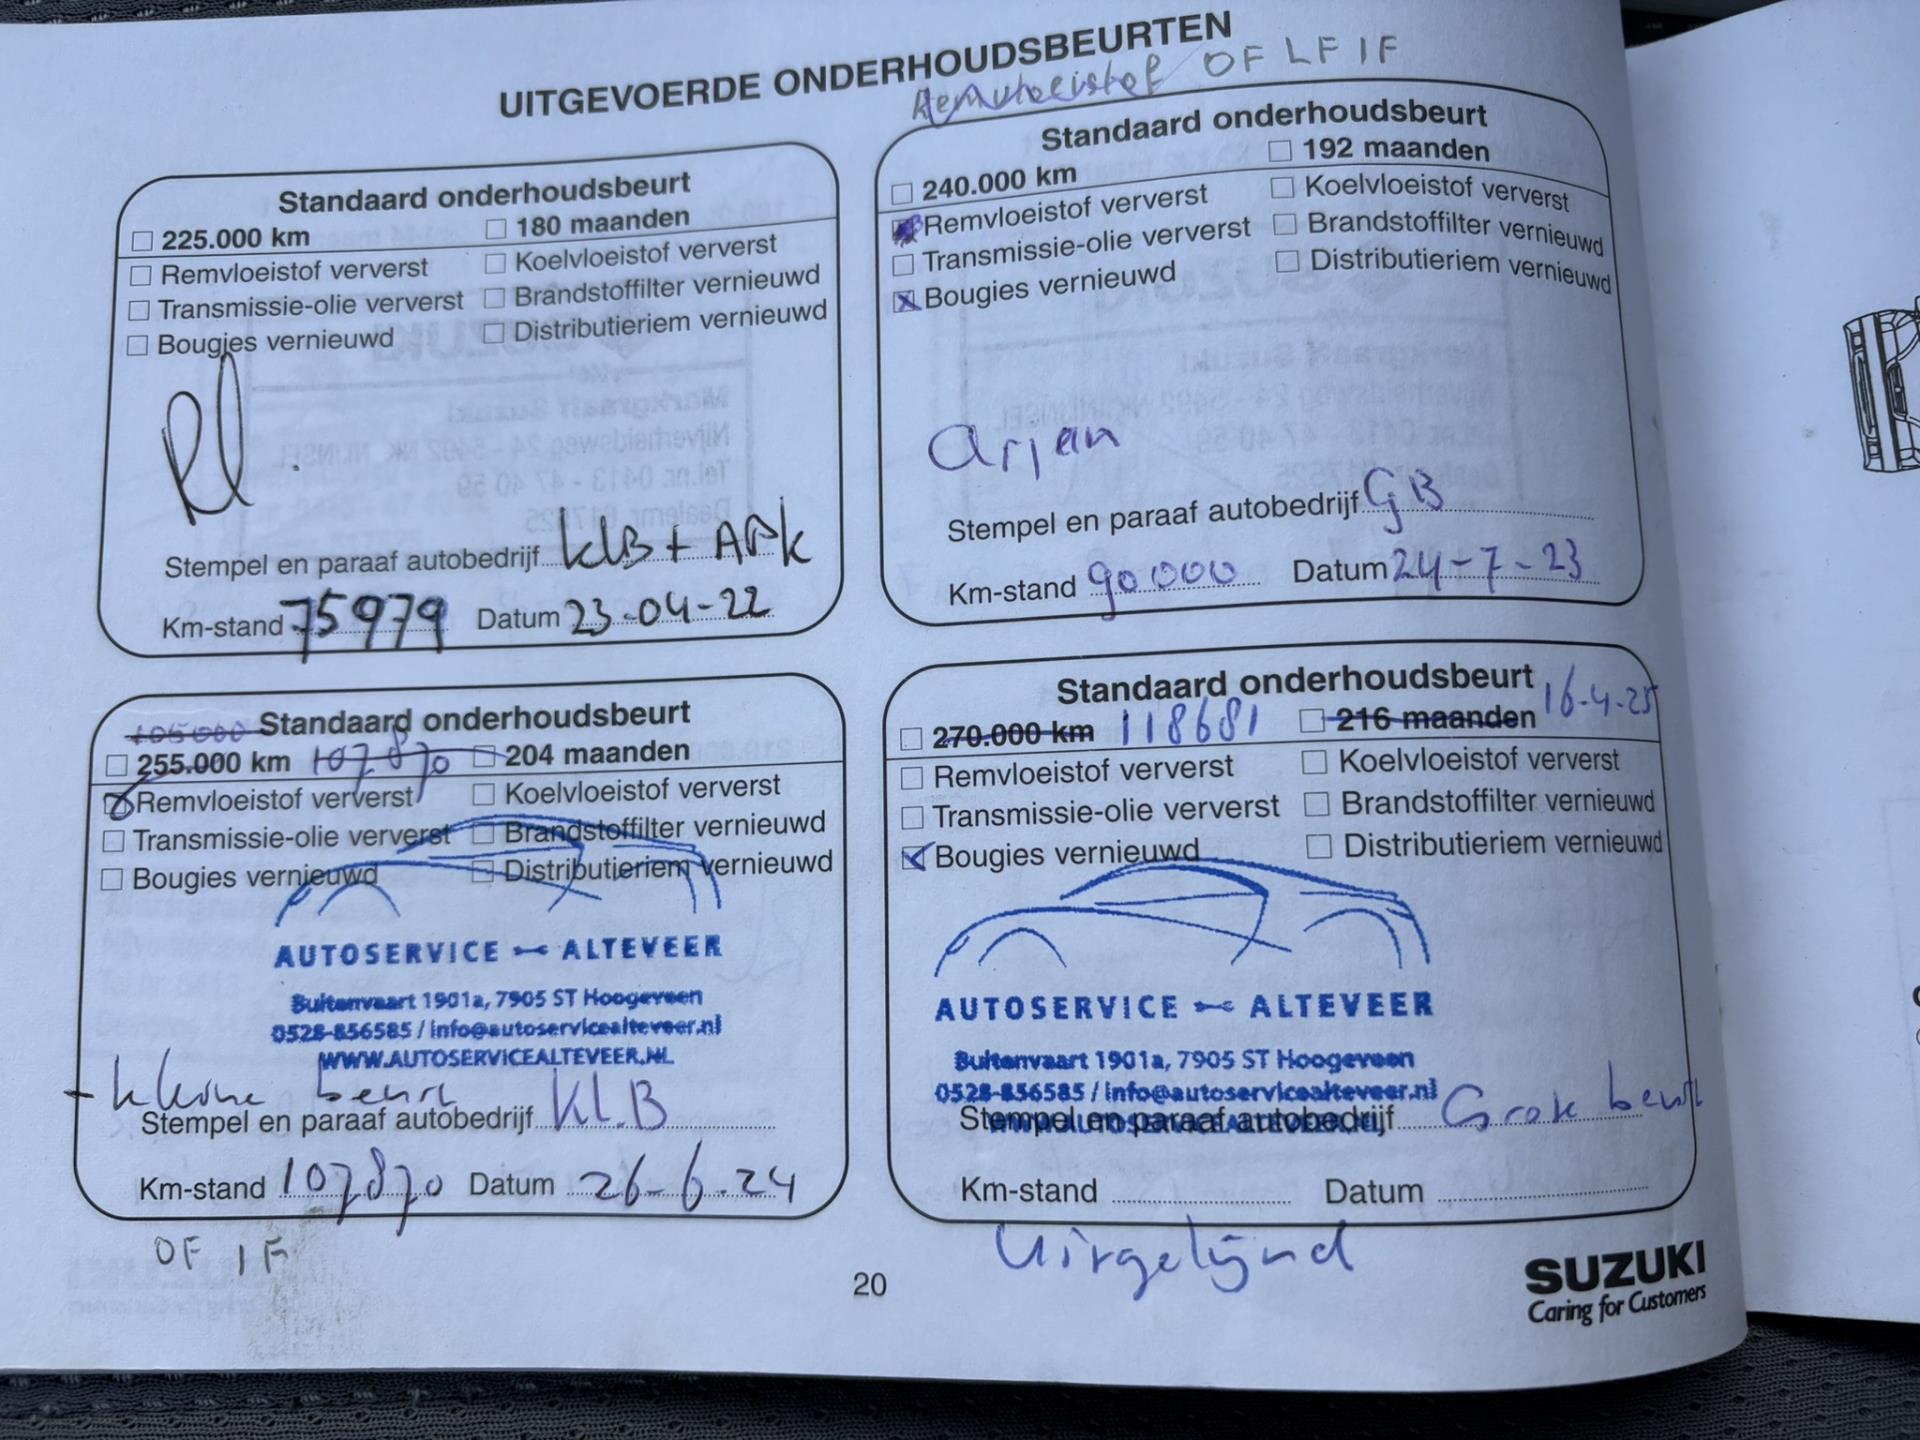 UITGEVOERDE ONDERHOUDSBEURTEN
Remvloeistof OF LF IF
Standaard onderhoudsbeurt
225.000 km 180 maanden
Remvloeistof ververst Koelvloeistof ververst
Transmissie-olie ververst Brandstoffilter vernieuwd
Bougies vernieuwd Distributieriem vernieuwd
Stempel en paraaf autobedrijf KLB + APK
Km-stand 75979 Datum 23-04-22
Standaard onderhoudsbeurt
240.000 km 192 maanden
Remvloeistof ververst Koelvloeistof ververst
Transmissie-olie ververst Brandstoffilter vernieuwd
Bougies vernieuwd Distributieriem vernieuwd
Arjan
Stempel en paraaf autobedrijf GB
Km-stand 90000 Datum 24-7-23
105000 Standaard onderhoudsbeurt
255.000 km 107870 204 maanden
Remvloeistof ververst Koelvloeistof ververst
Transmissie-olie ververst Brandstoffilter vernieuwd
Bougies vernieuwd Distributieriem vernieuwd
AUTOSERVICE ALTEVEER
Buitenvaart 1901a, 7905 ST Hoogeveen
0528-856585 / info@autoservicealteveer.nl
WWW.AUTOSERVICEALTEVEER.NL
- kleine beurt
Stempel en paraaf autobedrijf KLB
Km-stand 107870 Datum 26-6-24
OF IF
Standaard onderhoudsbeurt 16-4-25
270.000 km 118681 216 maanden
Remvloeistof ververst Koelvloeistof ververst
Transmissie-olie ververst Brandstoffilter vernieuwd
Bougies vernieuwd Distributieriem vernieuwd
AUTOSERVICE ALTEVEER
Buitenvaart 1901a, 7905 ST Hoogeveen
0528-856585 / info@autoservicealteveer.nl
WWW.AUTOSERVICEALTEVEER.NL
Stempel en paraaf autobedrijf Grote beurt
Km-stand Datum
Uitgelijnd
20
SUZUKI
Caring for Customers